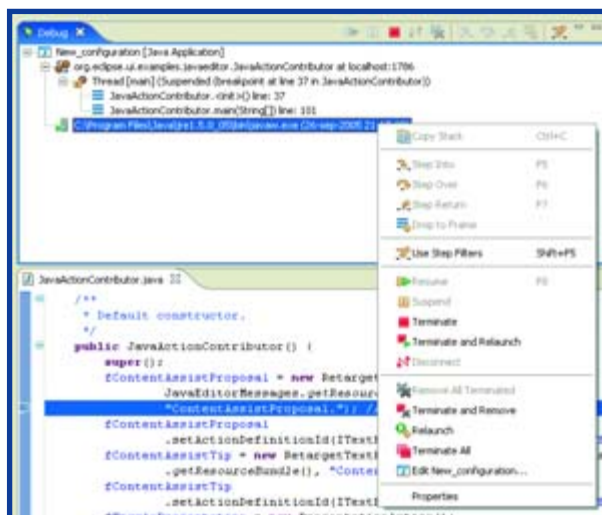 Debug
New_configuration [Java Application]
org.eclipse.ui.examples.javaeditor.JavaActionContributor at localhost:1786
Thread [main] (Suspended (breakpoint at line 37 in JavaActionContributor))
JavaActionContributor.<init>() line: 37
JavaActionContributor.main(String[]) line: 101
C:\Program Files\Java\jre1.5.0_05\bin\javaw.exe (26-sep-2005 21
Copy Stack Ctrl+C
Step Into F5
Step Over F6
Step Return F7
Drop to Frame
Use Step Filters Shift+F5
Resume F8
Suspend
Terminate
Terminate and Relaunch
Disconnect
Remove All Terminated
Terminate and Remove
Relaunch
Terminate All
Edit New_configuration...
Properties
JavaActionContributor.java
/**
* Default constructor.
*/
public JavaActionContributor() {
super();
fContentAssistProposal = new Retarget
JavaEditorMessages.getResour
"ContentAssistProposal."); /
fContentAssistProposal
.setActionDefinitionId(IText
fContentAssistTip = new RetargetText
.getResourceBundle(), "Conte
fContentAssistTip
.setActionDefinitionId(IText